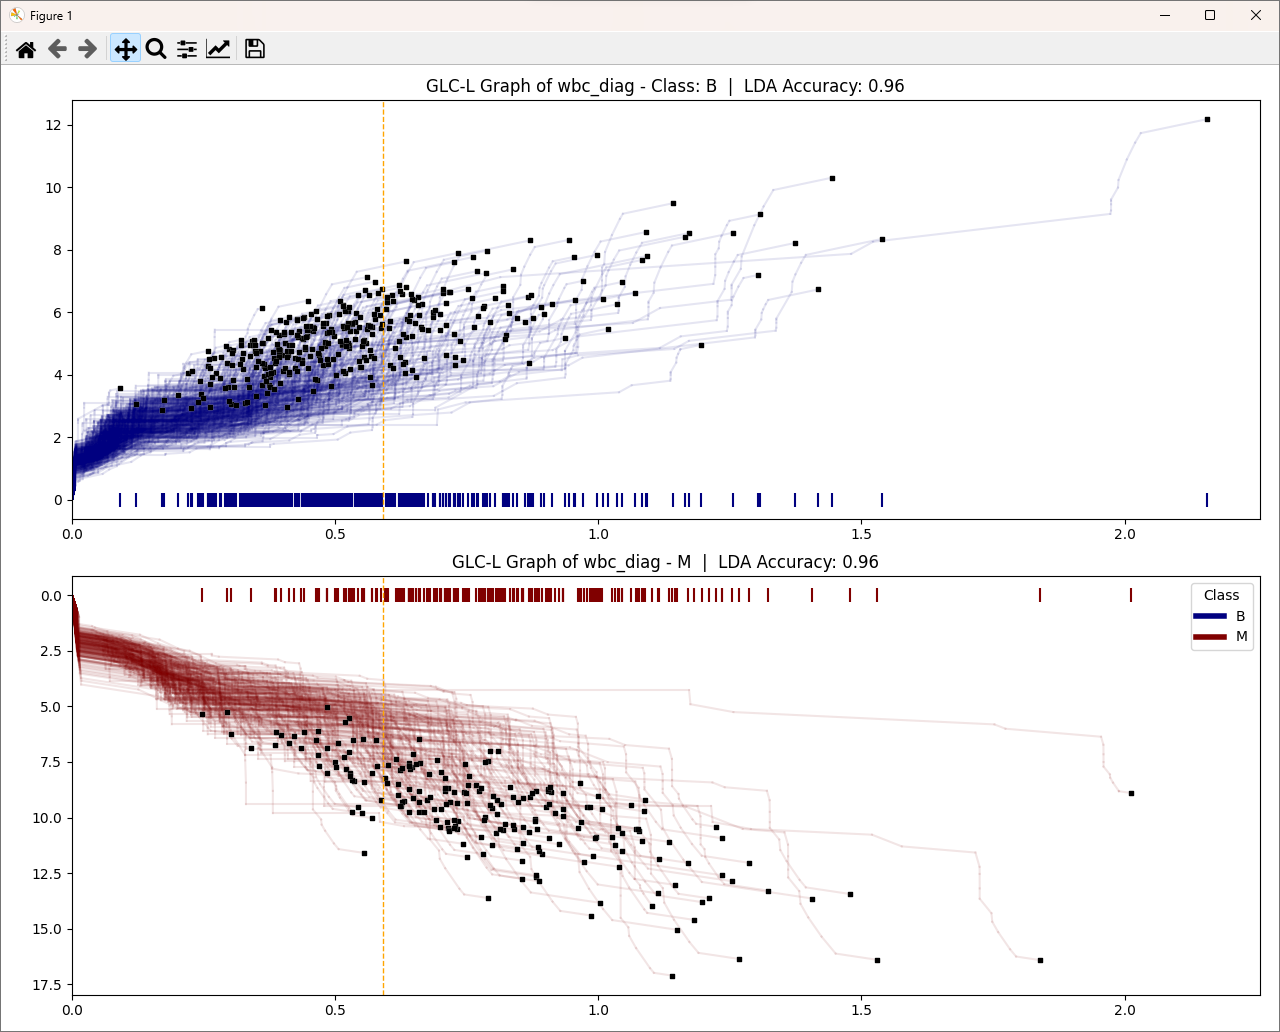 Figure 1
GLC-L Graph of wbc_diag - Class: B | LDA Accuracy: 0.96
12
10
8
6
4
2
0
0.0 0.5 1.0 1.5 2.0
GLC-L Graph of wbc_diag - M | LDA Accuracy: 0.96
Class
B
M
0.0
2.5
5.0
7.5
10.0
12.5
15.0
17.5
0.0 0.5 1.0 1.5 2.0